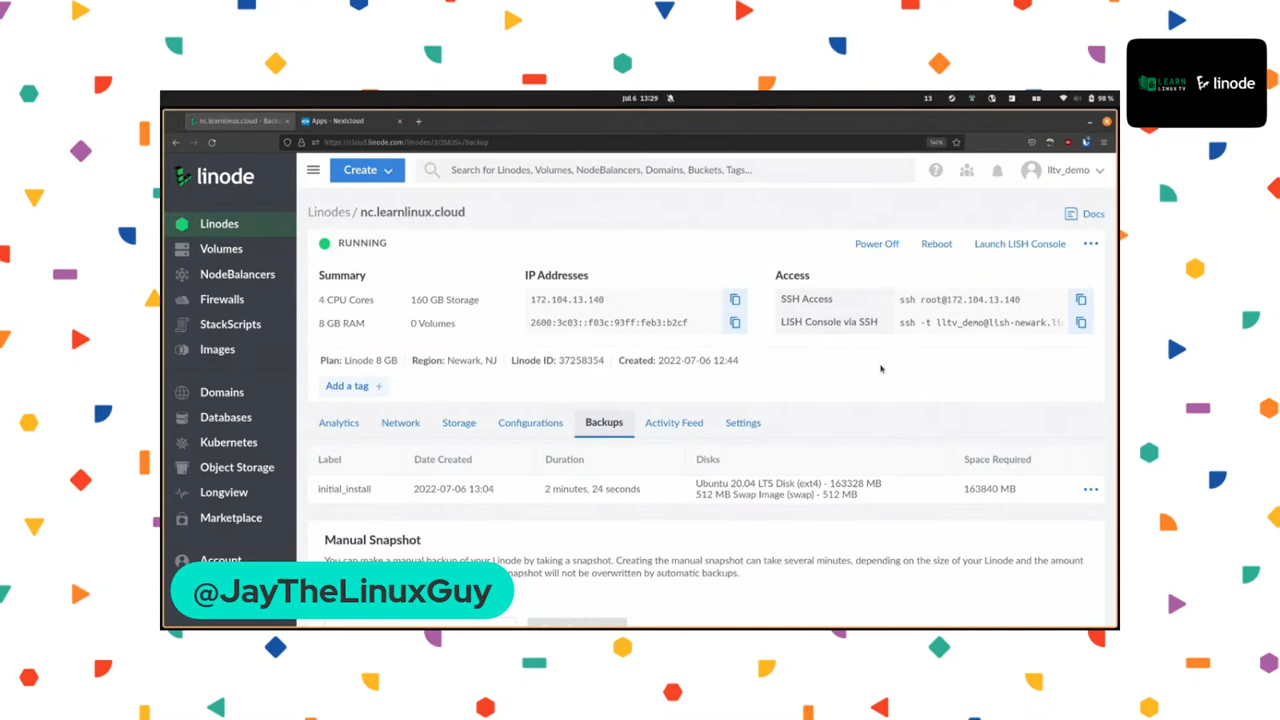 LEARN LINUX TV linode
Jul 6 13:29
13
98 %
nc.learnlinux.cloud - Back
Apps - Nextcloud
https://cloud.linode.com/linodes/37258354/backup
linode
Create
Search for Linodes, Volumes, NodeBalancers, Domains, Buckets, Tags...
lltv_demo
Linodes
Volumes
NodeBalancers
Firewalls
StackScripts
Images
Domains
Databases
Kubernetes
Object Storage
Longview
Marketplace
Account
Linodes / nc.learnlinux.cloud
Docs
RUNNING
Power Off Reboot Launch LISH Console ...
Summary IP Addresses Access
4 CPU Cores 160 GB Storage 172.104.13.140 SSH Access ssh root@172.104.13.140
8 GB RAM 0 Volumes 2600:3c03::f03c:93ff:feb3:b2cf LISH Console via SSH ssh -t lltv_demo@lish-newark.li
Plan: Linode 8 GB Region: Newark, NJ Linode ID: 37258354 Created: 2022-07-06 12:44
Add a tag +
Analytics Network Storage Configurations Backups Activity Feed Settings
Label Date Created Duration Disks Space Required
initial_install 2022-07-06 13:04 2 minutes, 24 seconds Ubuntu 20.04 LTS Disk (ext4) - 163328 MB 163840 MB ...
512 MB Swap Image (swap) - 512 MB
Manual Snapshot
You can make a manual backup of your Linode by taking a snapshot. Creating the manual snapshot can take several minutes, depending on the size of your Linode and the amount
snapshot will not be overwritten by automatic backups.
@JayTheLinuxGuy